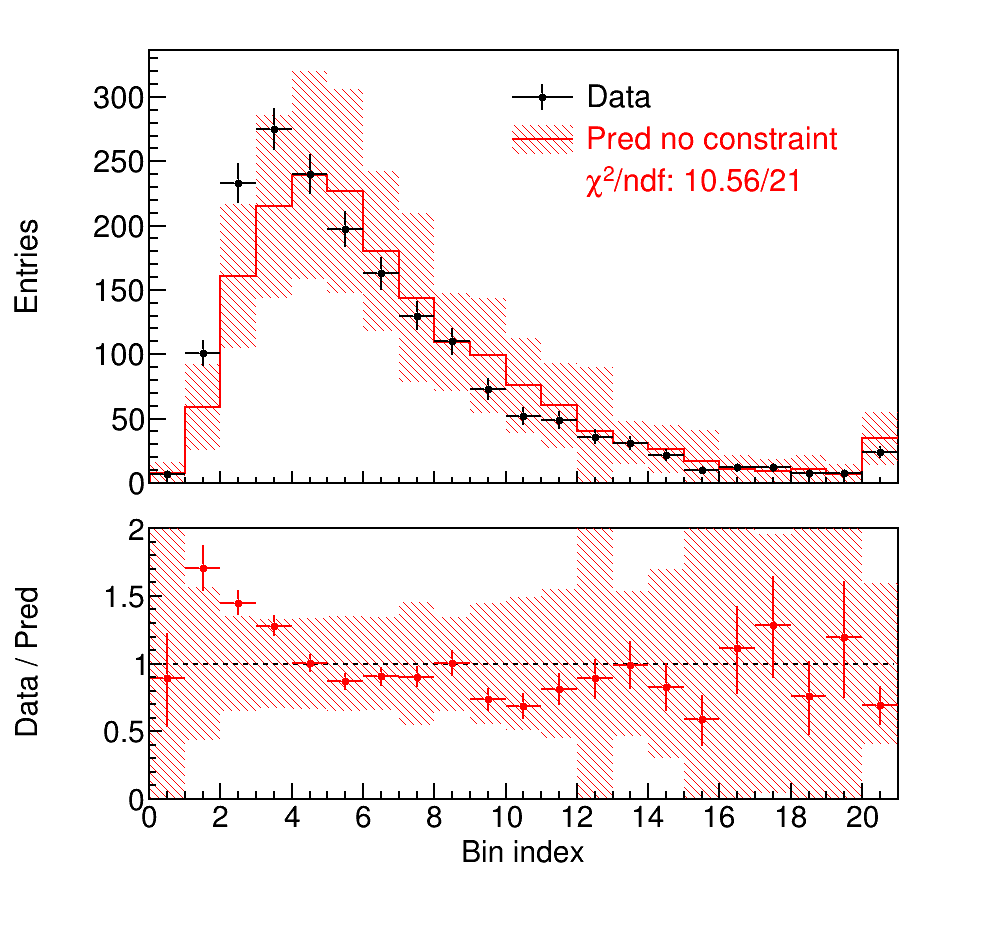 Entries
300
250
200
150
100
50
0
Data
Pred no constraint
χ²/ndf: 10.56/21
Data / Pred
2
1.5
1
0.5
0
0 2 4 6 8 10 12 14 16 18 20
Bin index